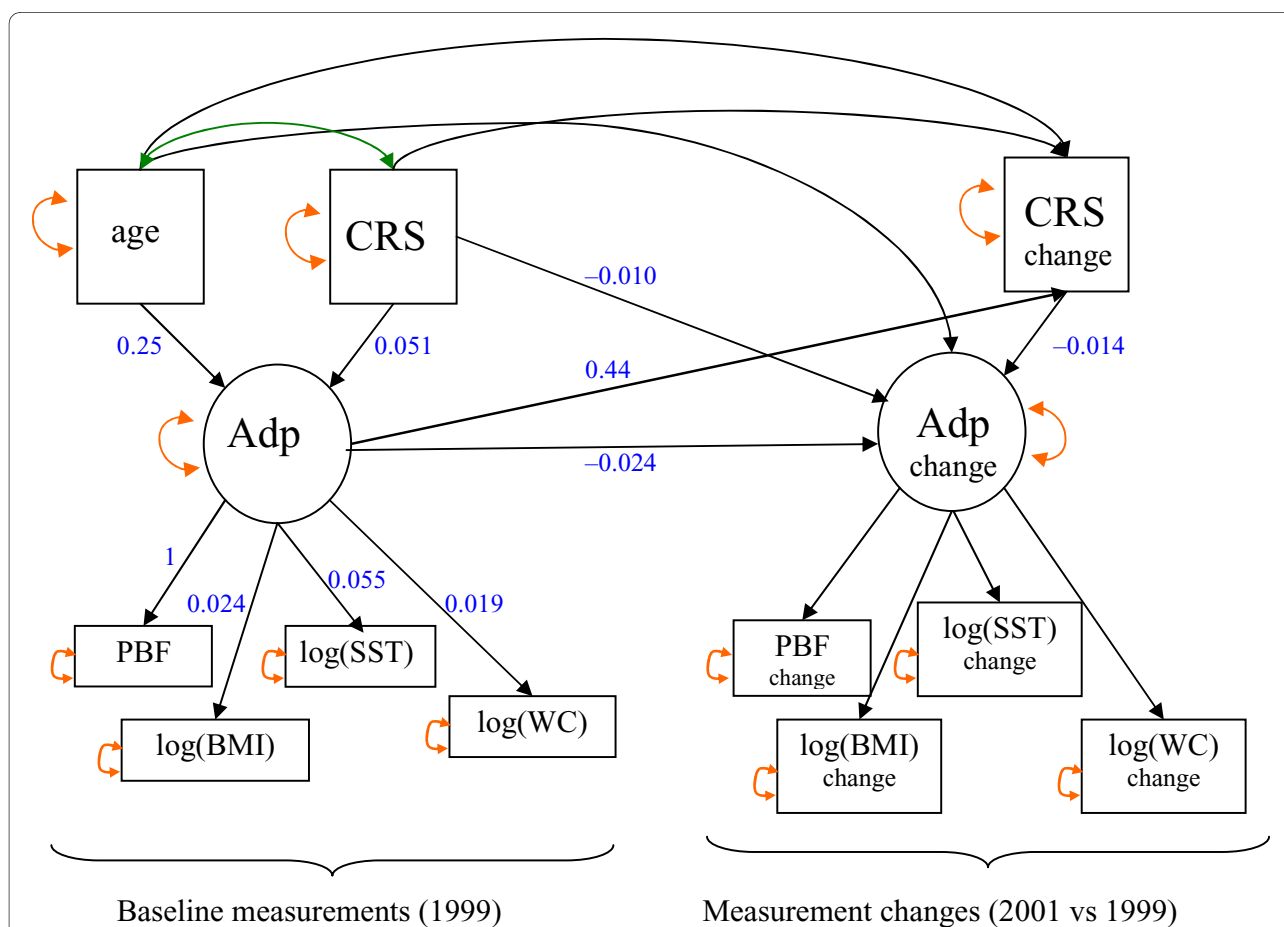 age
CRS
CRS
change
–0.010
0.25
0.051
0.44
–0.014
Adp
Adp
change
–0.024
1
0.024
0.055
0.019
PBF
log(SST)
log(BMI)
log(WC)
PBF
change
log(SST)
change
log(BMI)
change
log(WC)
change
Baseline measurements (1999)
Measurement changes (2001 vs 1999)